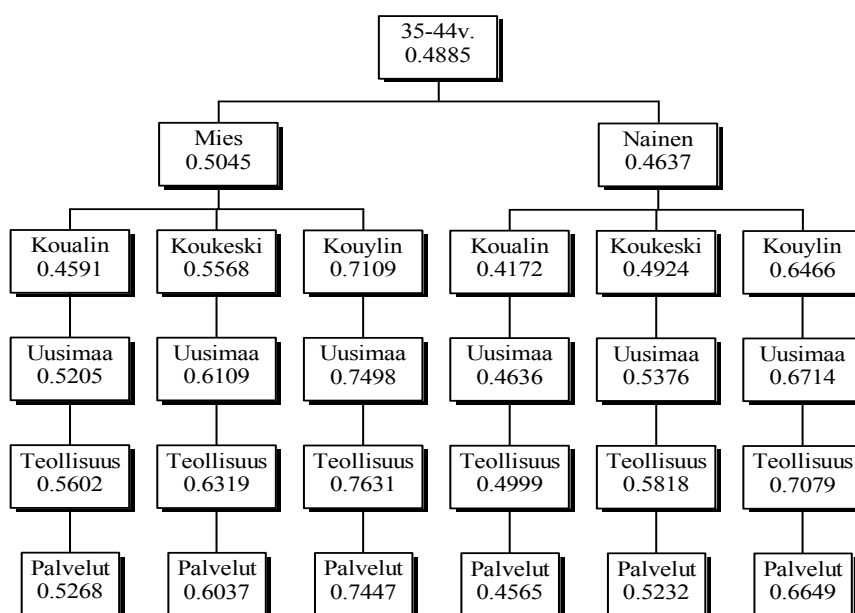 35-44v.
0.4885
Mies
0.5045
Nainen
0.4637
Koualin
0.4591
Koukeski
0.5568
Kouylin
0.7109
Koualin
0.4172
Koukeski
0.4924
Kouylin
0.6466
Uusimaa
0.5205
Uusimaa
0.6109
Uusimaa
0.7498
Uusimaa
0.4636
Uusimaa
0.5376
Uusimaa
0.6714
Teollisuus
0.5602
Teollisuus
0.6319
Teollisuus
0.7631
Teollisuus
0.4999
Teollisuus
0.5818
Teollisuus
0.7079
Palvelut
0.5268
Palvelut
0.6037
Palvelut
0.7447
Palvelut
0.4565
Palvelut
0.5232
Palvelut
0.6649